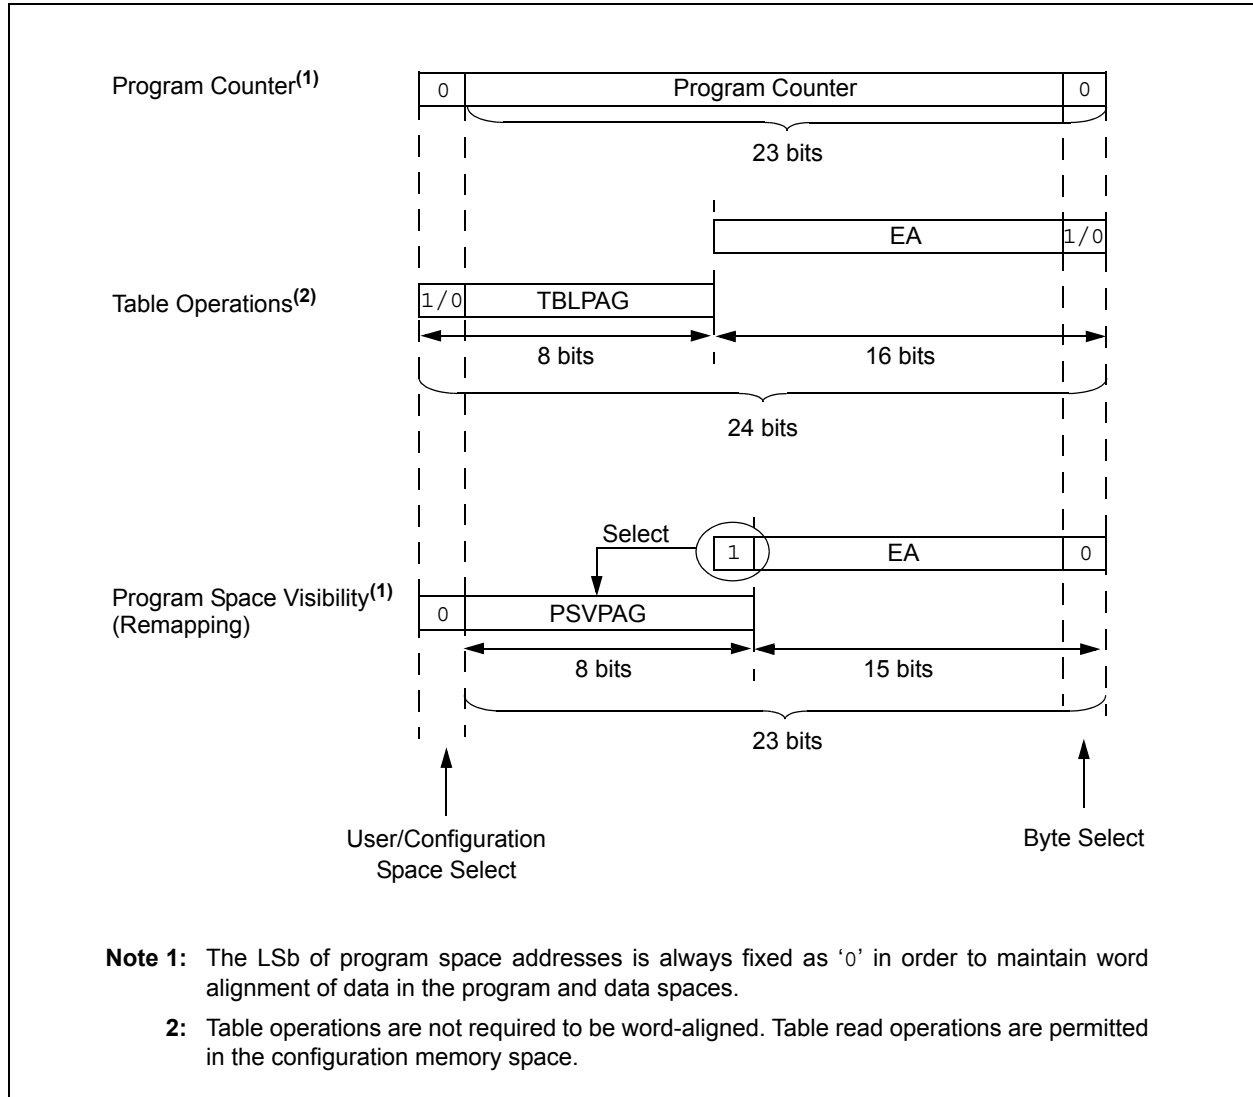 Program Counter(1)
0 Program Counter 0
23 bits
EA 1/0
Table Operations(2)
1/0 TBLPAG
8 bits 16 bits
24 bits
Select
1 EA 0
Program Space Visibility(1)
(Remapping)
0 PSVPAG
8 bits 15 bits
23 bits
User/Configuration
Space Select
Byte Select
Note 1: The LSb of program space addresses is always fixed as ‘0’ in order to maintain word
alignment of data in the program and data spaces.
2: Table operations are not required to be word-aligned. Table read operations are permitted
in the configuration memory space.